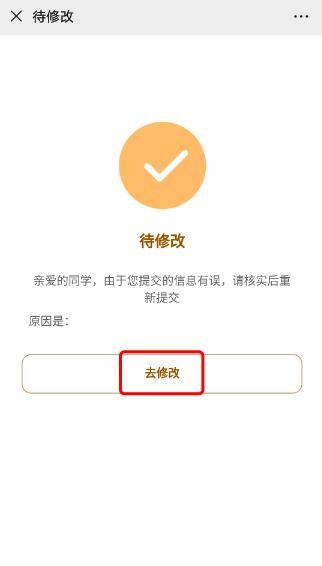 待修改
待修改
亲爱的同学，由于您提交的信息有误，请核实后重
新提交
原因是：
去修改